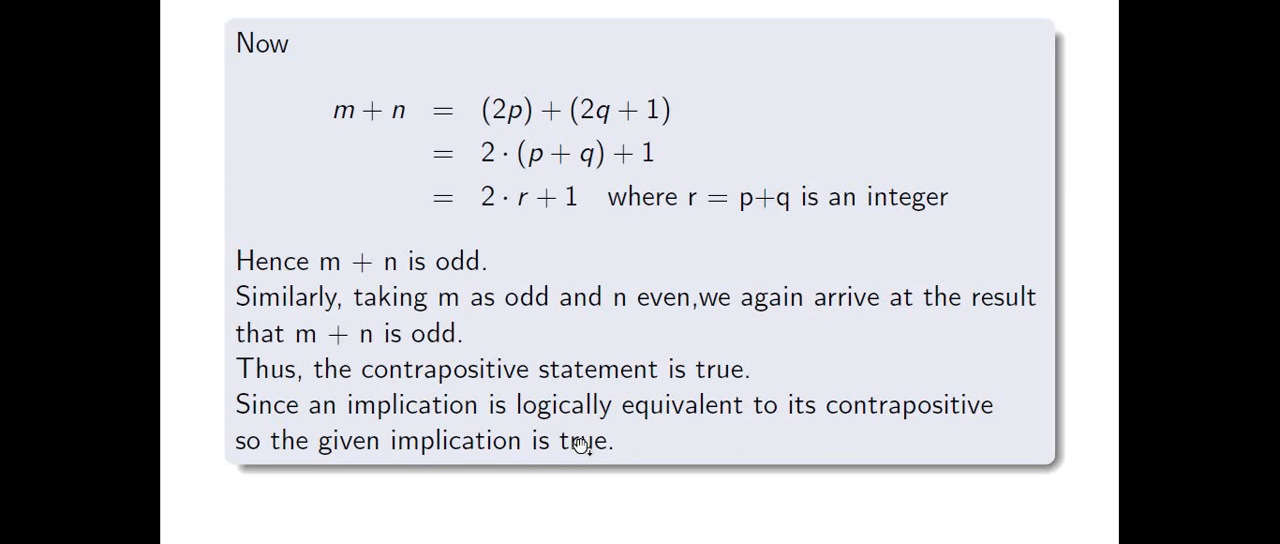 Now
m + n = (2p) + (2q + 1)
= 2 · (p + q) + 1
= 2 · r + 1 where r = p+q is an integer
Hence m + n is odd.
Similarly, taking m as odd and n even,we again arrive at the result
that m + n is odd.
Thus, the contrapositive statement is true.
Since an implication is logically equivalent to its contrapositive
so the given implication is true.